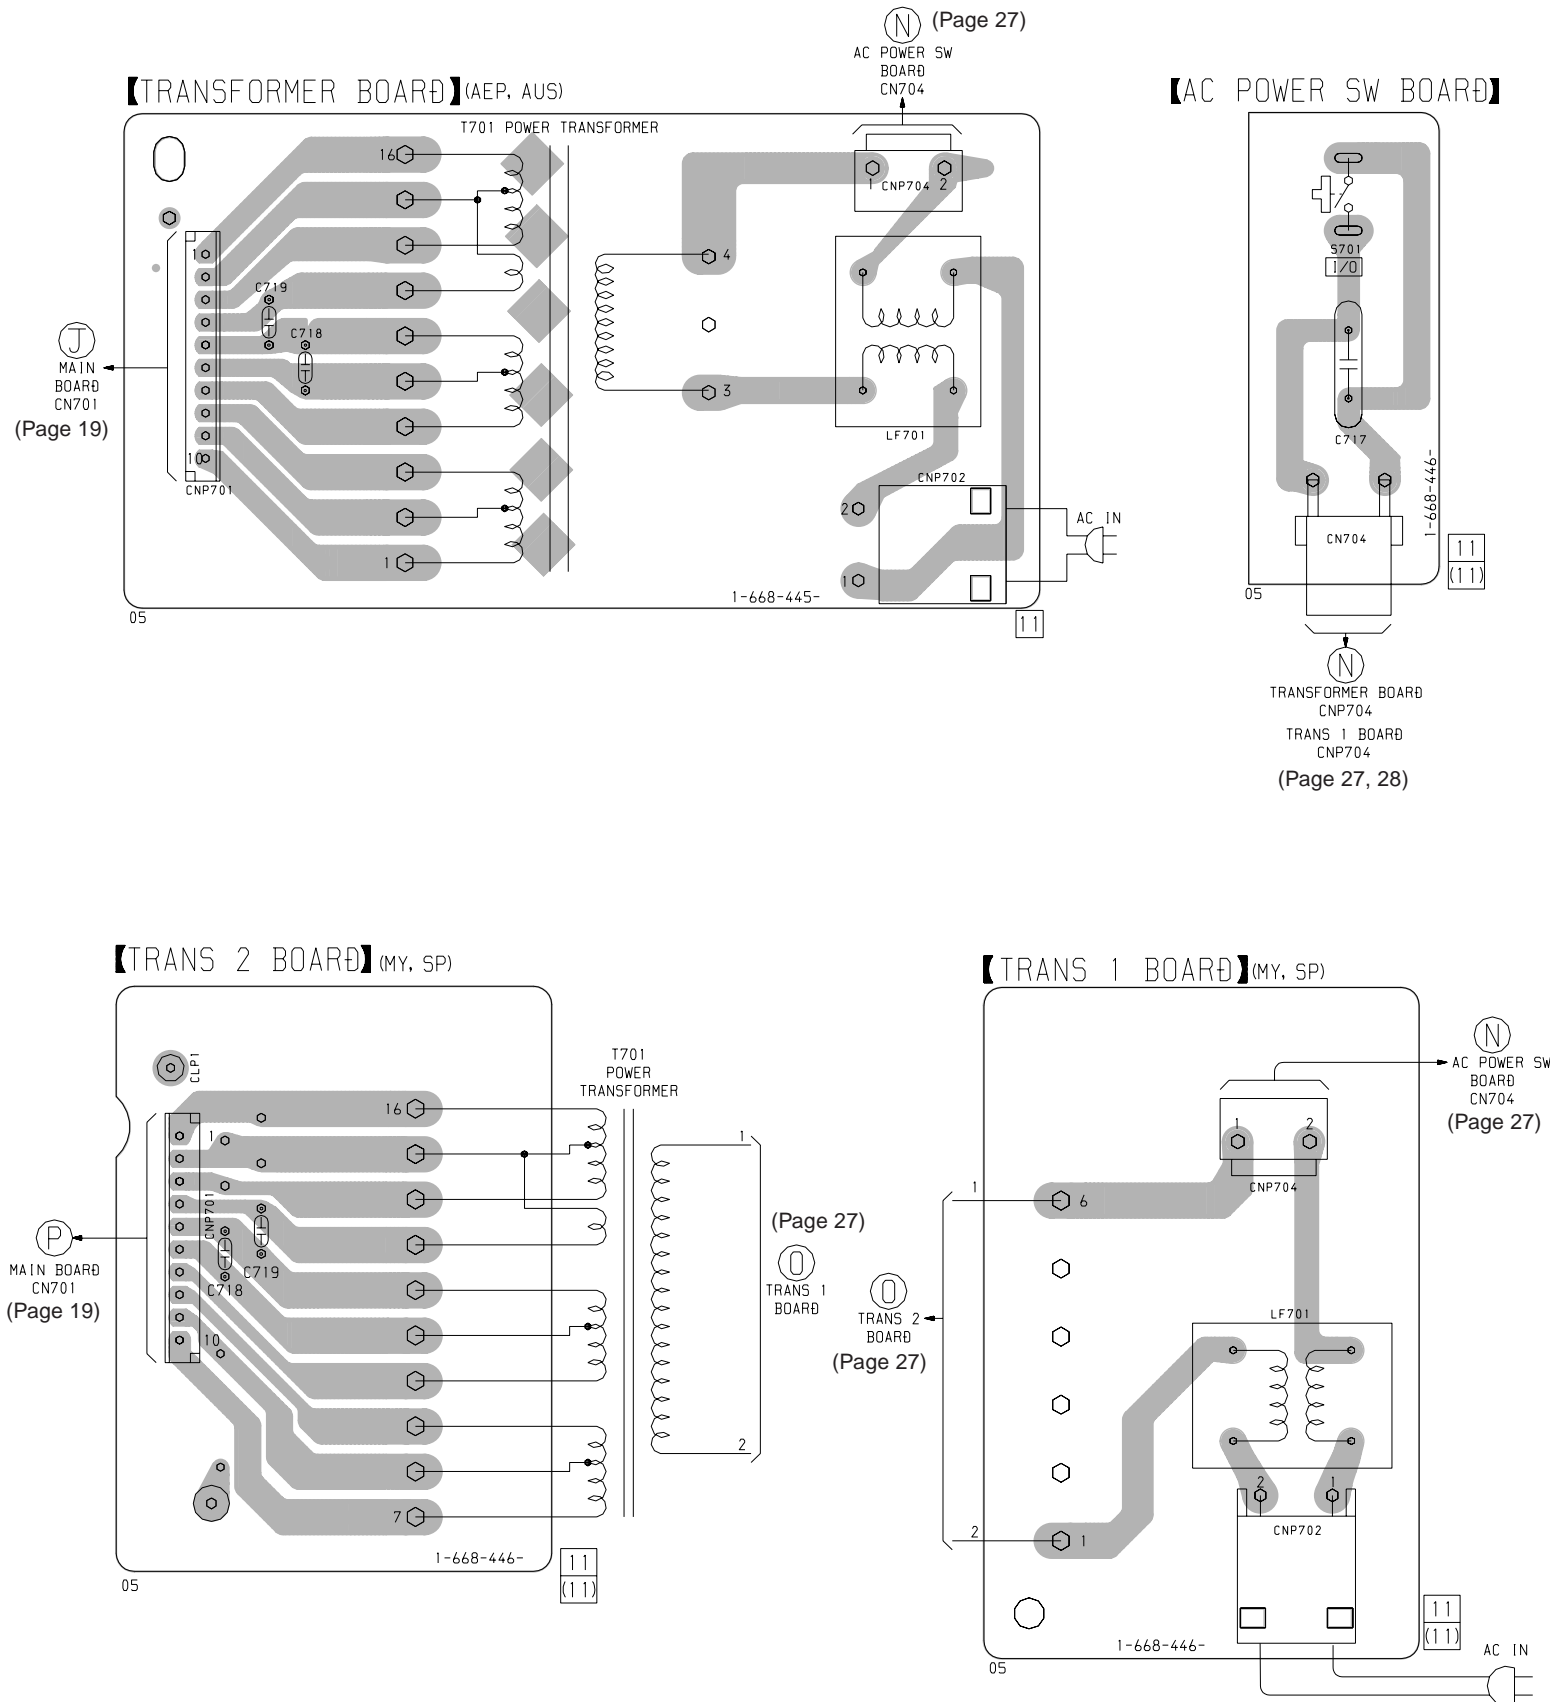 N (Page 27)
AC POWER SW
BOARD
CN704
【TRANSFORMER BOARD】(AEP, AUS)
T701 POWER TRANSFORMER
16
1
CNP704
2
1
4
C719
C718
J
MAIN
BOARD
CN701
(Page 19)
3
LF701
10
CNP701
CNP702
2
AC IN
1
1
1-668-445-
05
11
【AC POWER SW BOARD】
S701
I/O
C717
1-668-446-
CN704
11
(11)
05
N
TRANSFORMER BOARD
CNP704
TRANS 1 BOARD
CNP704
(Page 27, 28)
【TRANS 2 BOARD】(MY, SP)
CLP1
T701
POWER
TRANSFORMER
16
1
1
CNP701
P
MAIN BOARD
CN701
(Page 19)
C719
C718
10
(Page 27)
O
TRANS 1
BOARD
2
7
1-668-446-
05
11
(11)
【TRANS 1 BOARD】(MY, SP)
N
AC POWER SW
BOARD
CN704
(Page 27)
1
2
CNP704
1
6
O
TRANS 2
BOARD
(Page 27)
LF701
2
1
CNP702
2
1
1-668-446-
05
11
(11)
AC IN